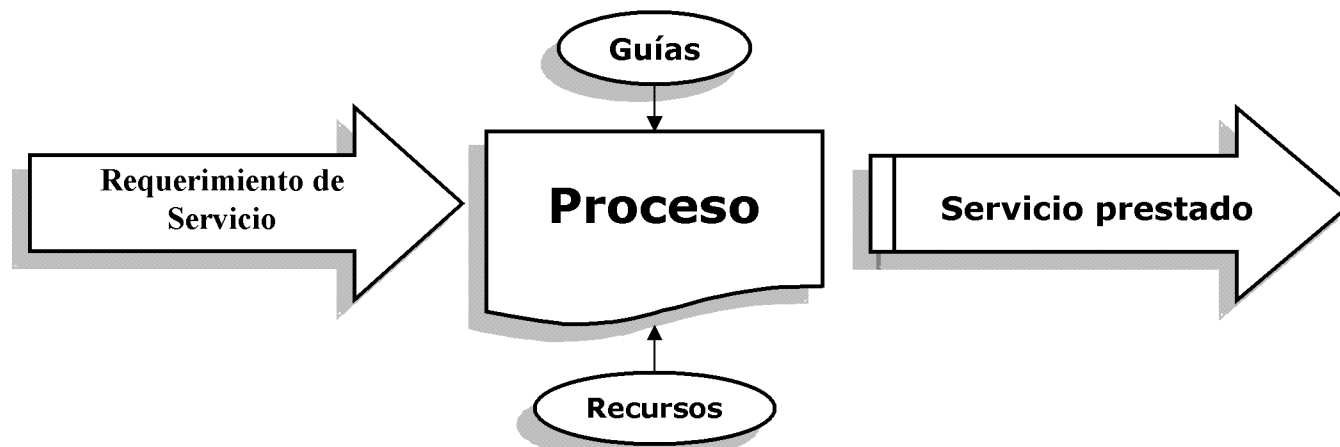 Guías
Requerimiento de
Servicio
Proceso
Servicio prestado
Recursos